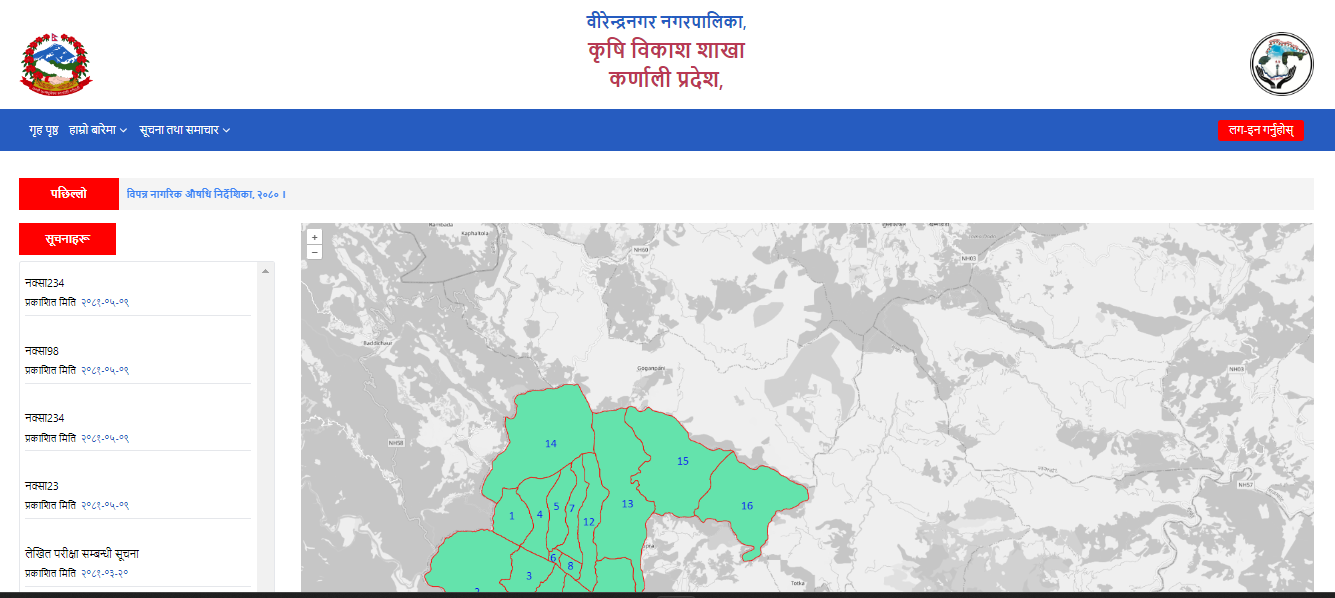 वीरेन्द्रनगर नगरपालिका,
कृषि विकाश शाखा
कर्णाली प्रदेश,
गृह पृष्ठ हाम्रो बारेमा सूचना तथा समाचार लग-इन गर्नुहोस्
पछिल्लो विपन्न नागरिक औषधि निर्देशिका, २०८० ।
सूचनाहरू
नक्सा234
प्रकाशित मिति २०८१-०५-०९
नक्सा98
प्रकाशित मिति २०८१-०५-०९
नक्सा234
प्रकाशित मिति २०८१-०५-०९
नक्सा23
प्रकाशित मिति २०८१-०५-०९
लेखित परीक्षा सम्बन्धी सूचना
प्रकाशित मिति २०८१-०३-२०
+
−
Kaphaltola
NH60
NH03
Goganpani
NH03
NH58
14
15
13
16
NH57
1
4
5
7
12
6
8
3
2
Totka